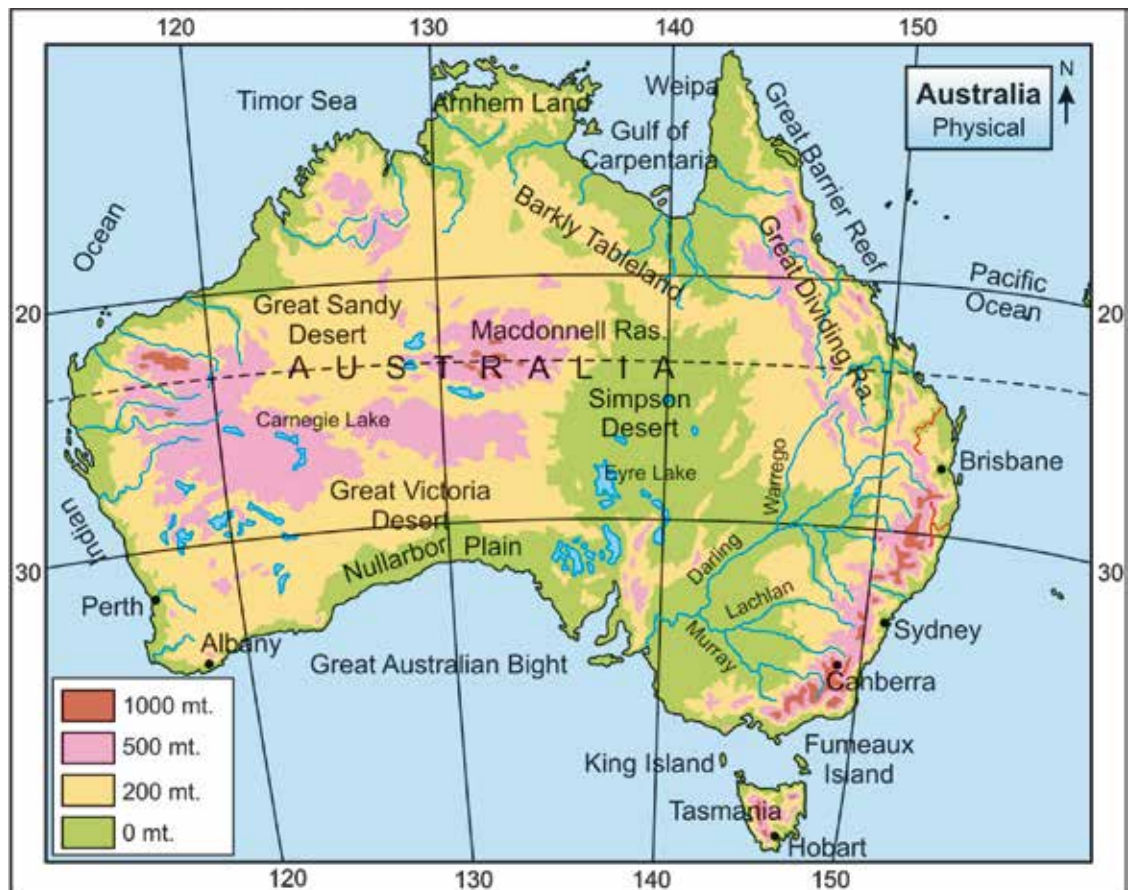 120
130
140
150
Timor Sea
Arnhem Land
Weipa
Gulf of
Carpentaria
Great Barrier Reef
Australia
Physical
N
Ocean
Barkly Tabfeland
Great Dividing Ra.
Pacific
Ocean
20
20
Great Sandy
Desert
Macdonnell Ras.
AUSTRALIA
Simpson
Desert
Carnegie Lake
Eyre Lake
Warrego
Brisbane
Great Victoria
Desert
Indian
Nullarbor Plain
Darling
30
30
Perth
Lachlan
Sydney
Albany
Murray
Great Australian Bight
Canberra
1000 mt.
500 mt.
200 mt.
0 mt.
King Island
Fumeaux
Island
Tasmania
Hobart
120
130
140
150